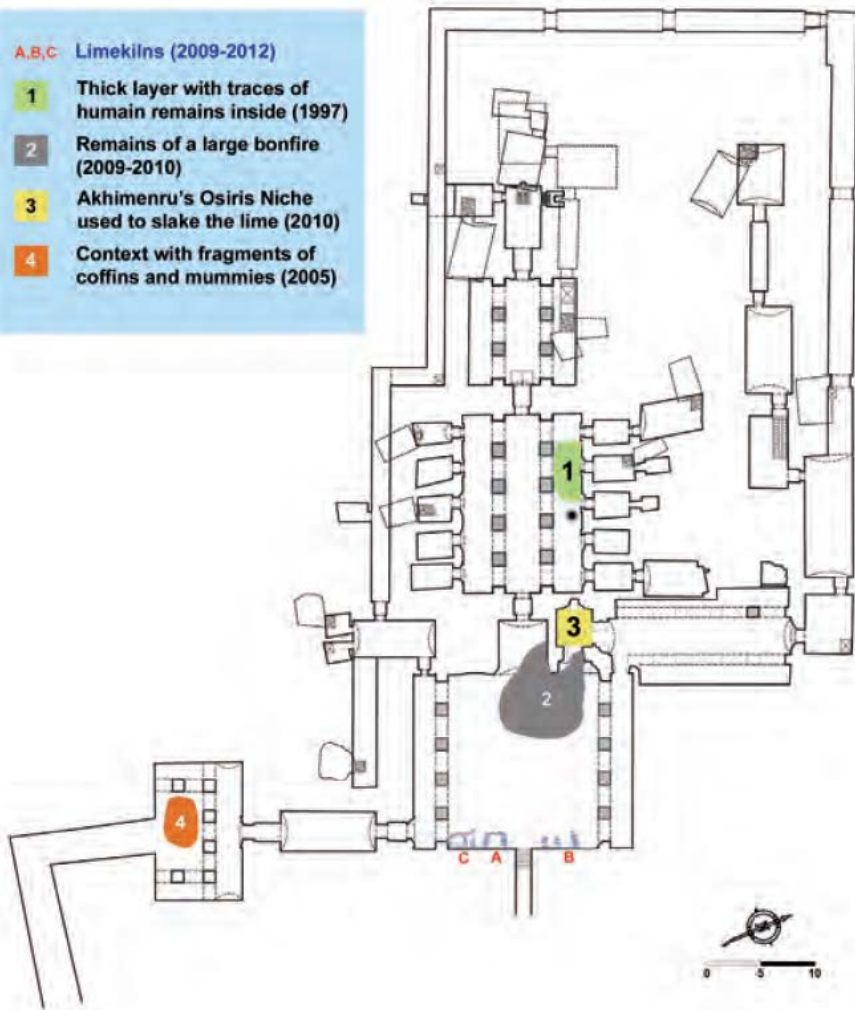 A,B,C Limekilns (2009-2012)
1 Thick layer with traces of
humain remains inside (1997)
2 Remains of a large bonfire
(2009-2010)
3 Akhimenru's Osiris Niche
used to slake the lime (2010)
4 Context with fragments of
coffins and mummies (2005)
1
3
2
4
C A B
0 5 10